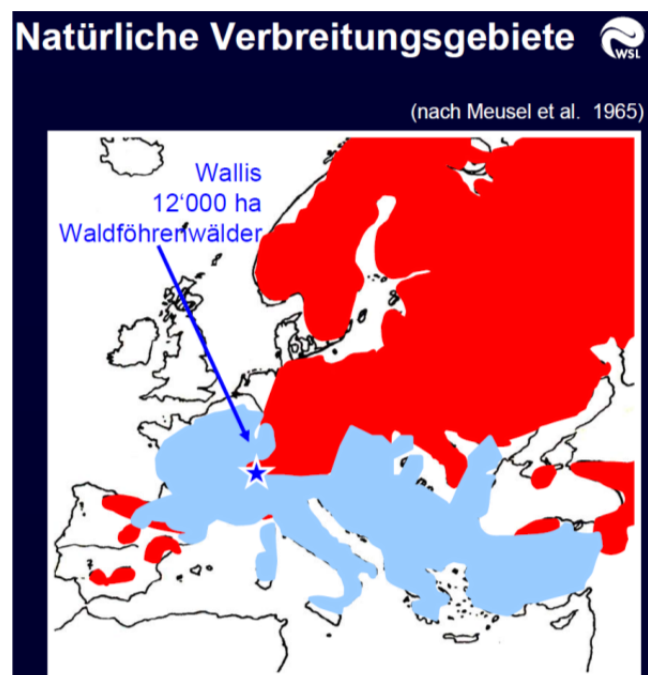 Natürliche Verbreitungsgebiete
WSL
(nach Meusel et al. 1965)
Wallis
12‘000 ha
Waldföhrenwälder